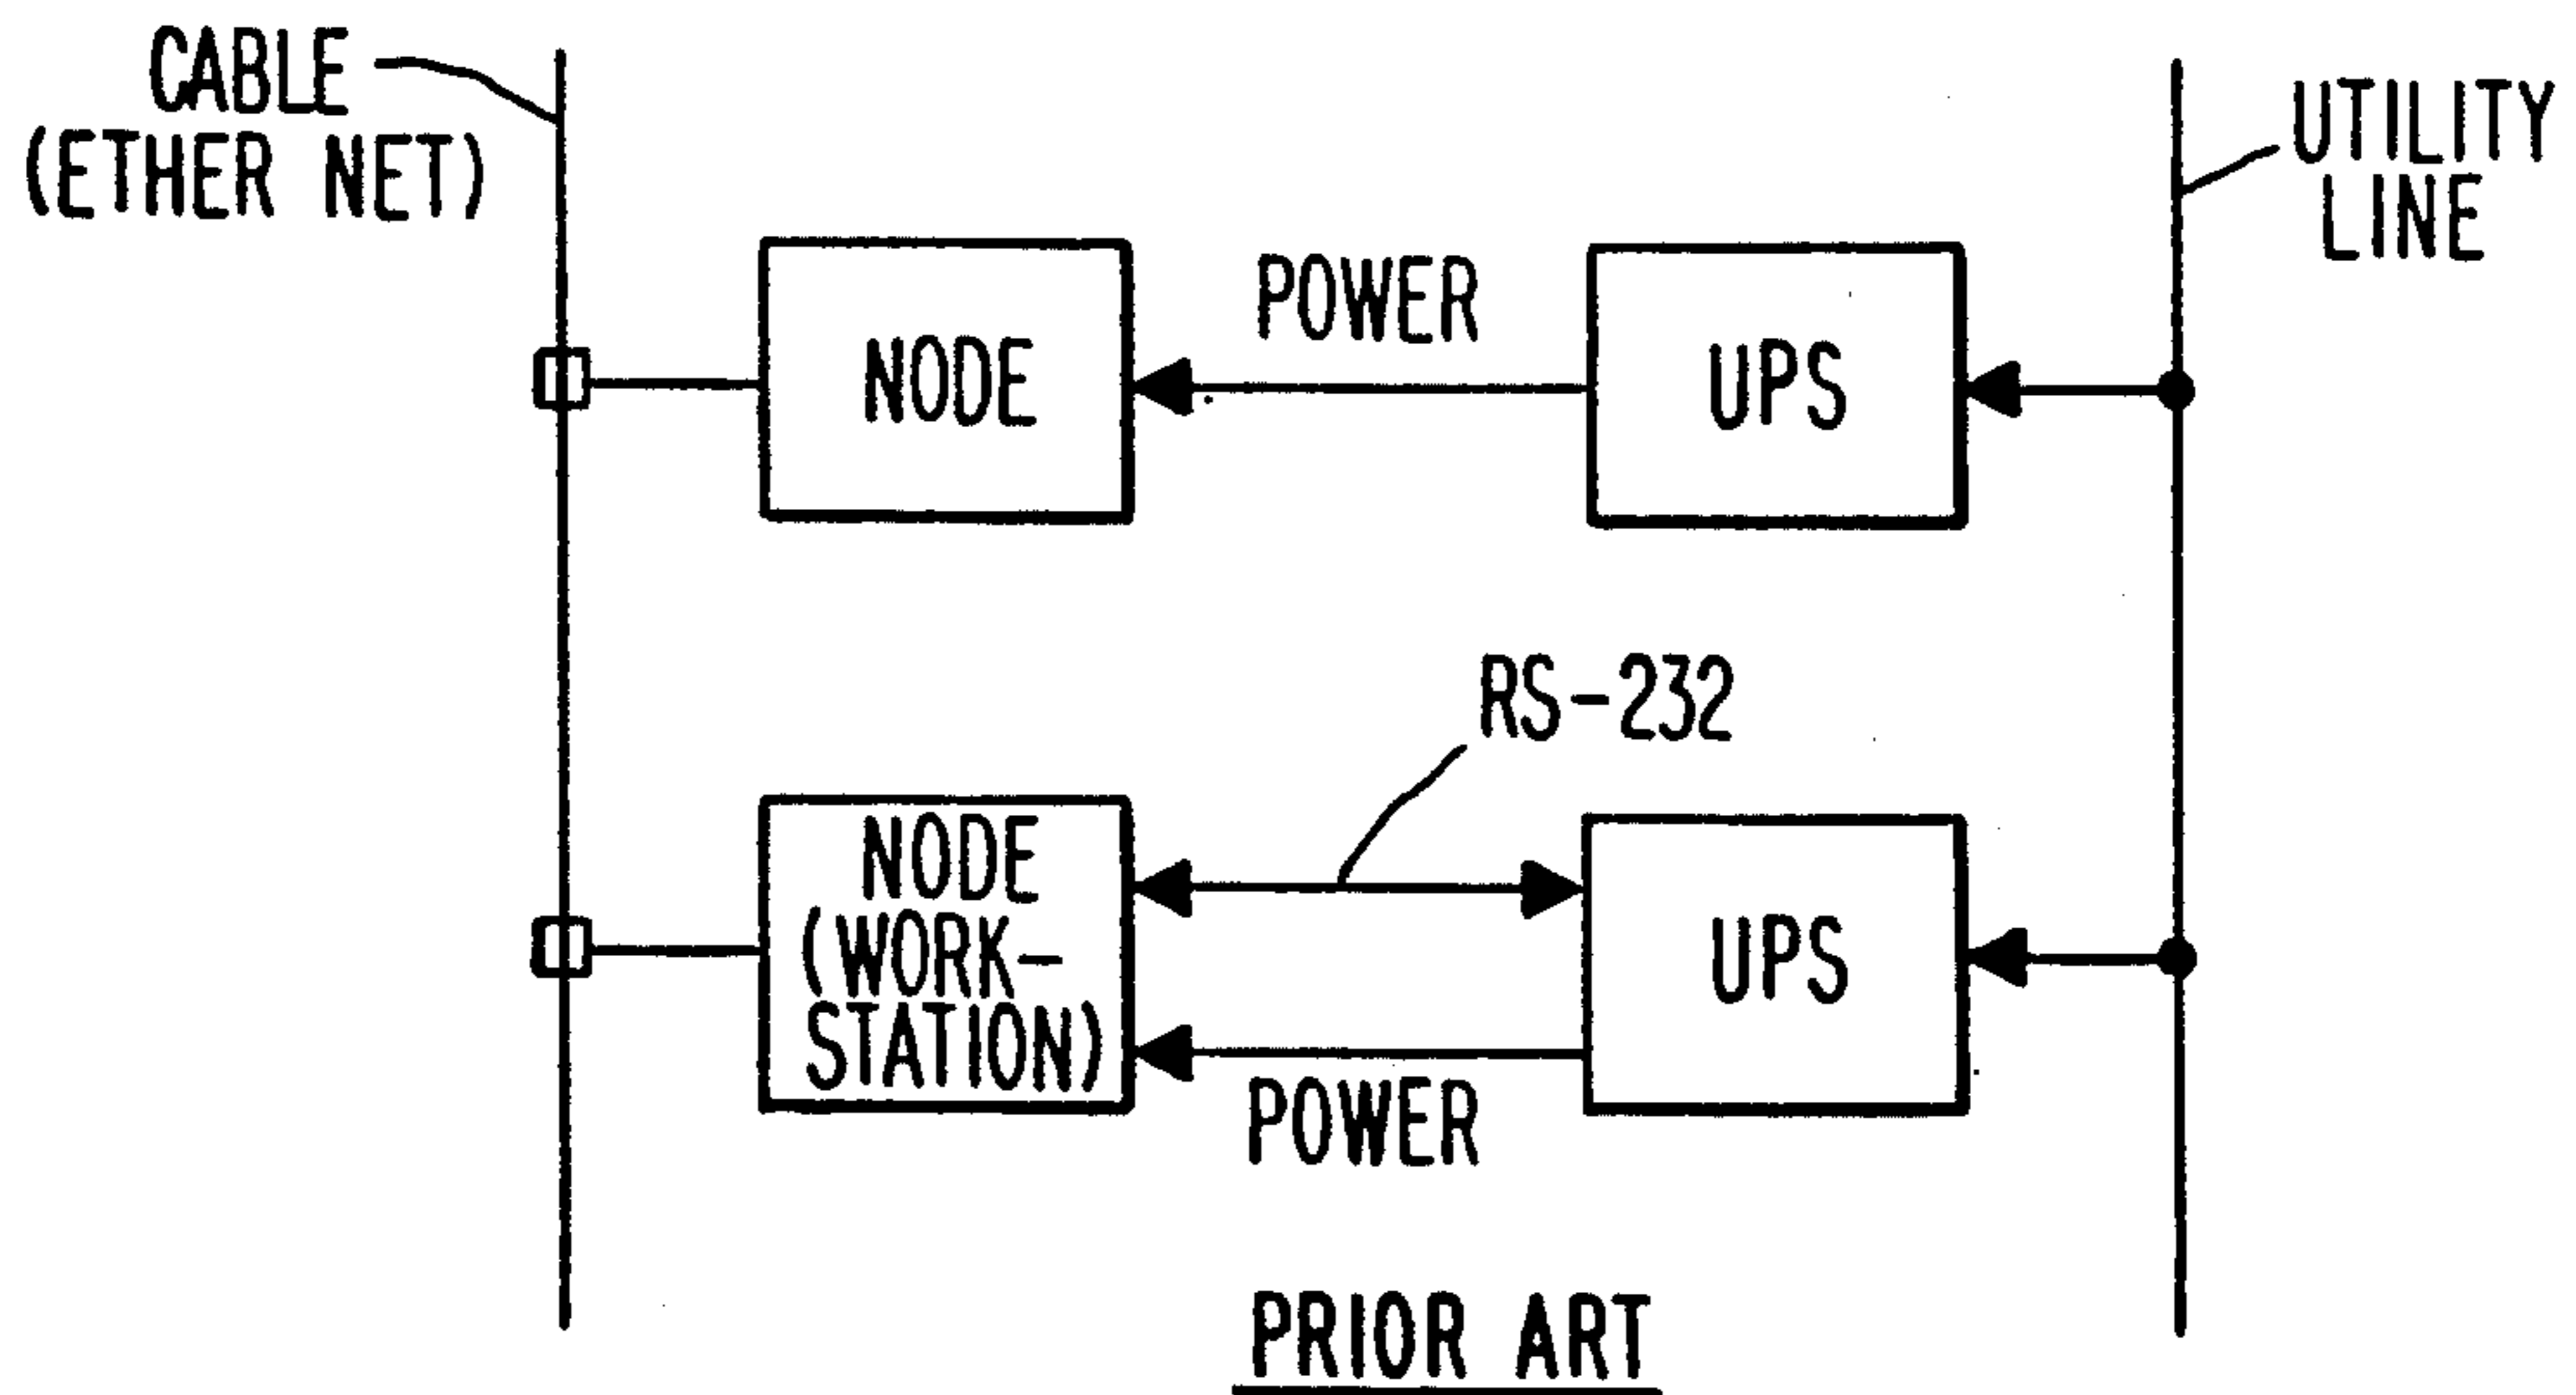 CABLE
(ETHER NET)
UTILITY
LINE
NODE
POWER
UPS
RS-232
NODE
(WORK-
STATION)
UPS
POWER
PRIOR ART